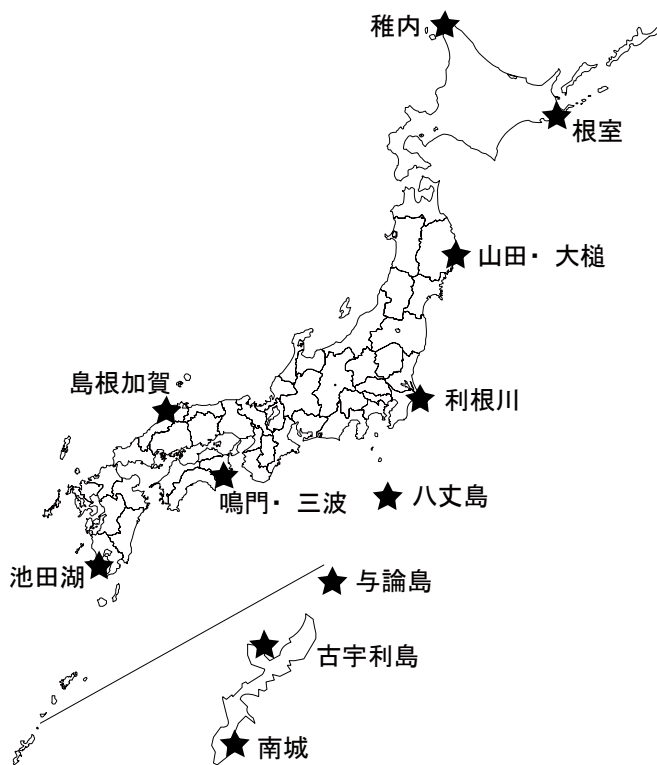 稚内
根室
山田・ 大槌
島根加賀
利根川
鳴門・ 三波
八丈島
池田湖
与論島
古宇利島
南城